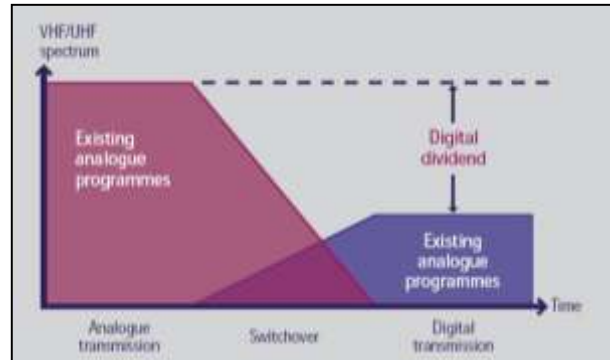 VHF/UHF
spectrum
Existing
analogue
programmes
Digital
dividend
Existing
analogue
programmes
Time
Analogue
transmission
Switchover
Digital
transmission